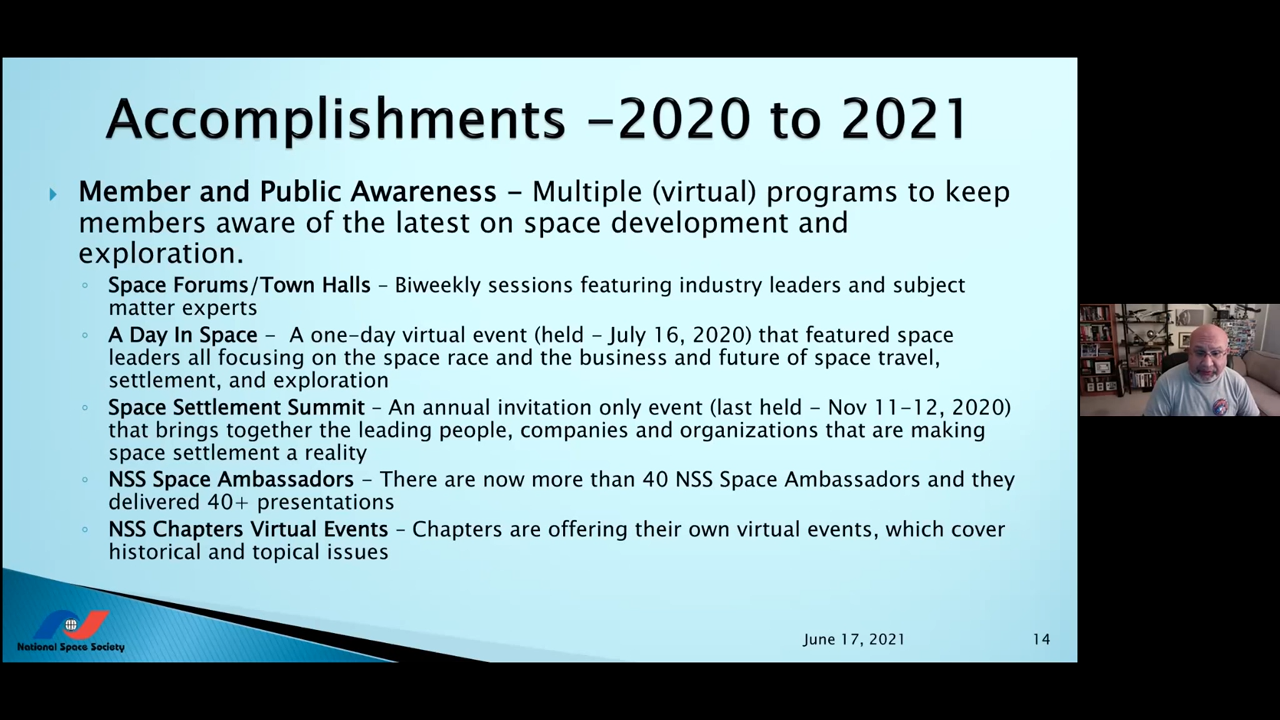 Accomplishments -2020 to 2021
Member and Public Awareness – Multiple (virtual) programs to keep
members aware of the latest on space development and
exploration.
Space Forums/Town Halls – Biweekly sessions featuring industry leaders and subject
matter experts
A Day In Space – A one-day virtual event (held – July 16, 2020) that featured space
leaders all focusing on the space race and the business and future of space travel,
settlement, and exploration
Space Settlement Summit – An annual invitation only event (last held – Nov 11-12, 2020)
that brings together the leading people, companies and organizations that are making
space settlement a reality
NSS Space Ambassadors – There are now more than 40 NSS Space Ambassadors and they
delivered 40+ presentations
NSS Chapters Virtual Events – Chapters are offering their own virtual events, which cover
historical and topical issues
National Space Society
June 17, 2021
14